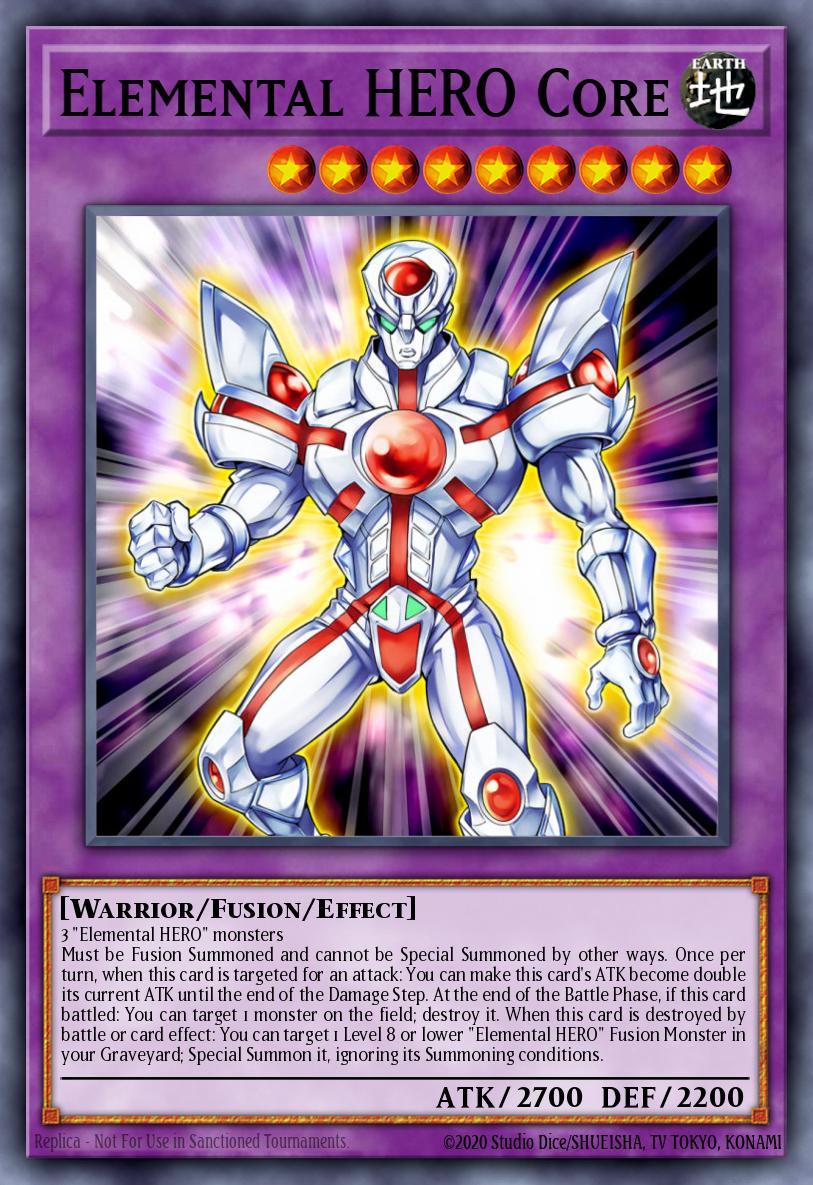 Elemental HERO Core
EARTH
地
[Warrior/Fusion/Effect]
3 "Elemental HERO" monsters
Must be Fusion Summoned and cannot be Special Summoned by other ways. Once per
turn, when this card is targeted for an attack: You can make this card's ATK become double
its current ATK until the end of the Damage Step. At the end of the Battle Phase, if this card
battled: You can target 1 monster on the field; destroy it. When this card is destroyed by
battle or card effect: You can target 1 Level 8 or lower "Elemental HERO" Fusion Monster in
your Graveyard; Special Summon it, ignoring its Summoning conditions.
ATK/2700 DEF/2200
Replica - Not For Use in Sanctioned Tournaments.
©2020 Studio Dice/SHUEISHA, TV TOKYO, KONAMI